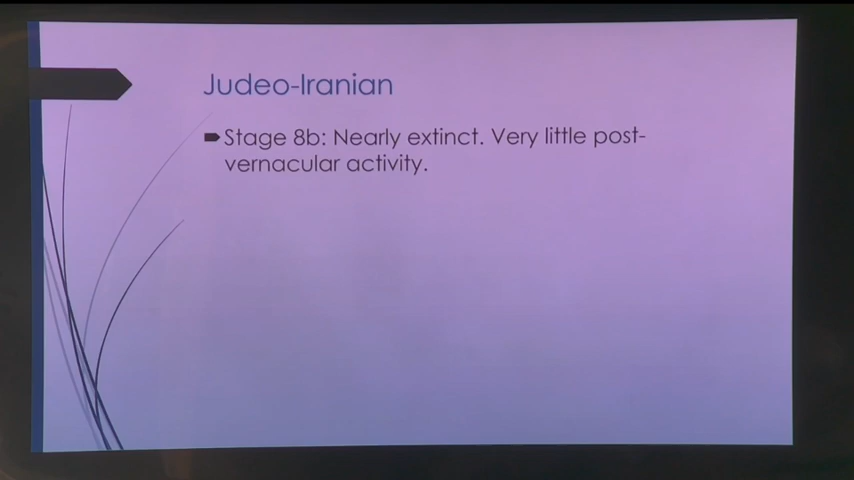 Judeo-Iranian
Stage 8b: Nearly extinct. Very little post-
vernacular activity.